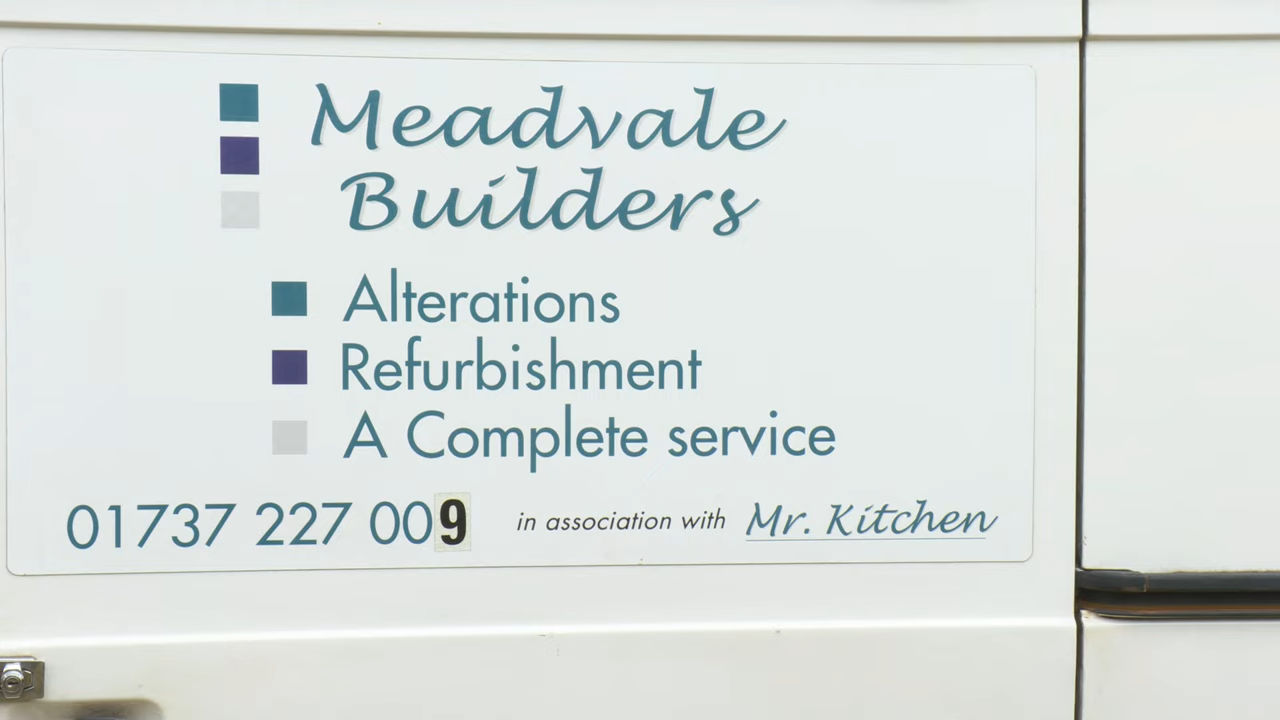 Meadvale
Builders
Alterations
Refurbishment
A Complete service
01737 227 009 in association with Mr. Kitchen